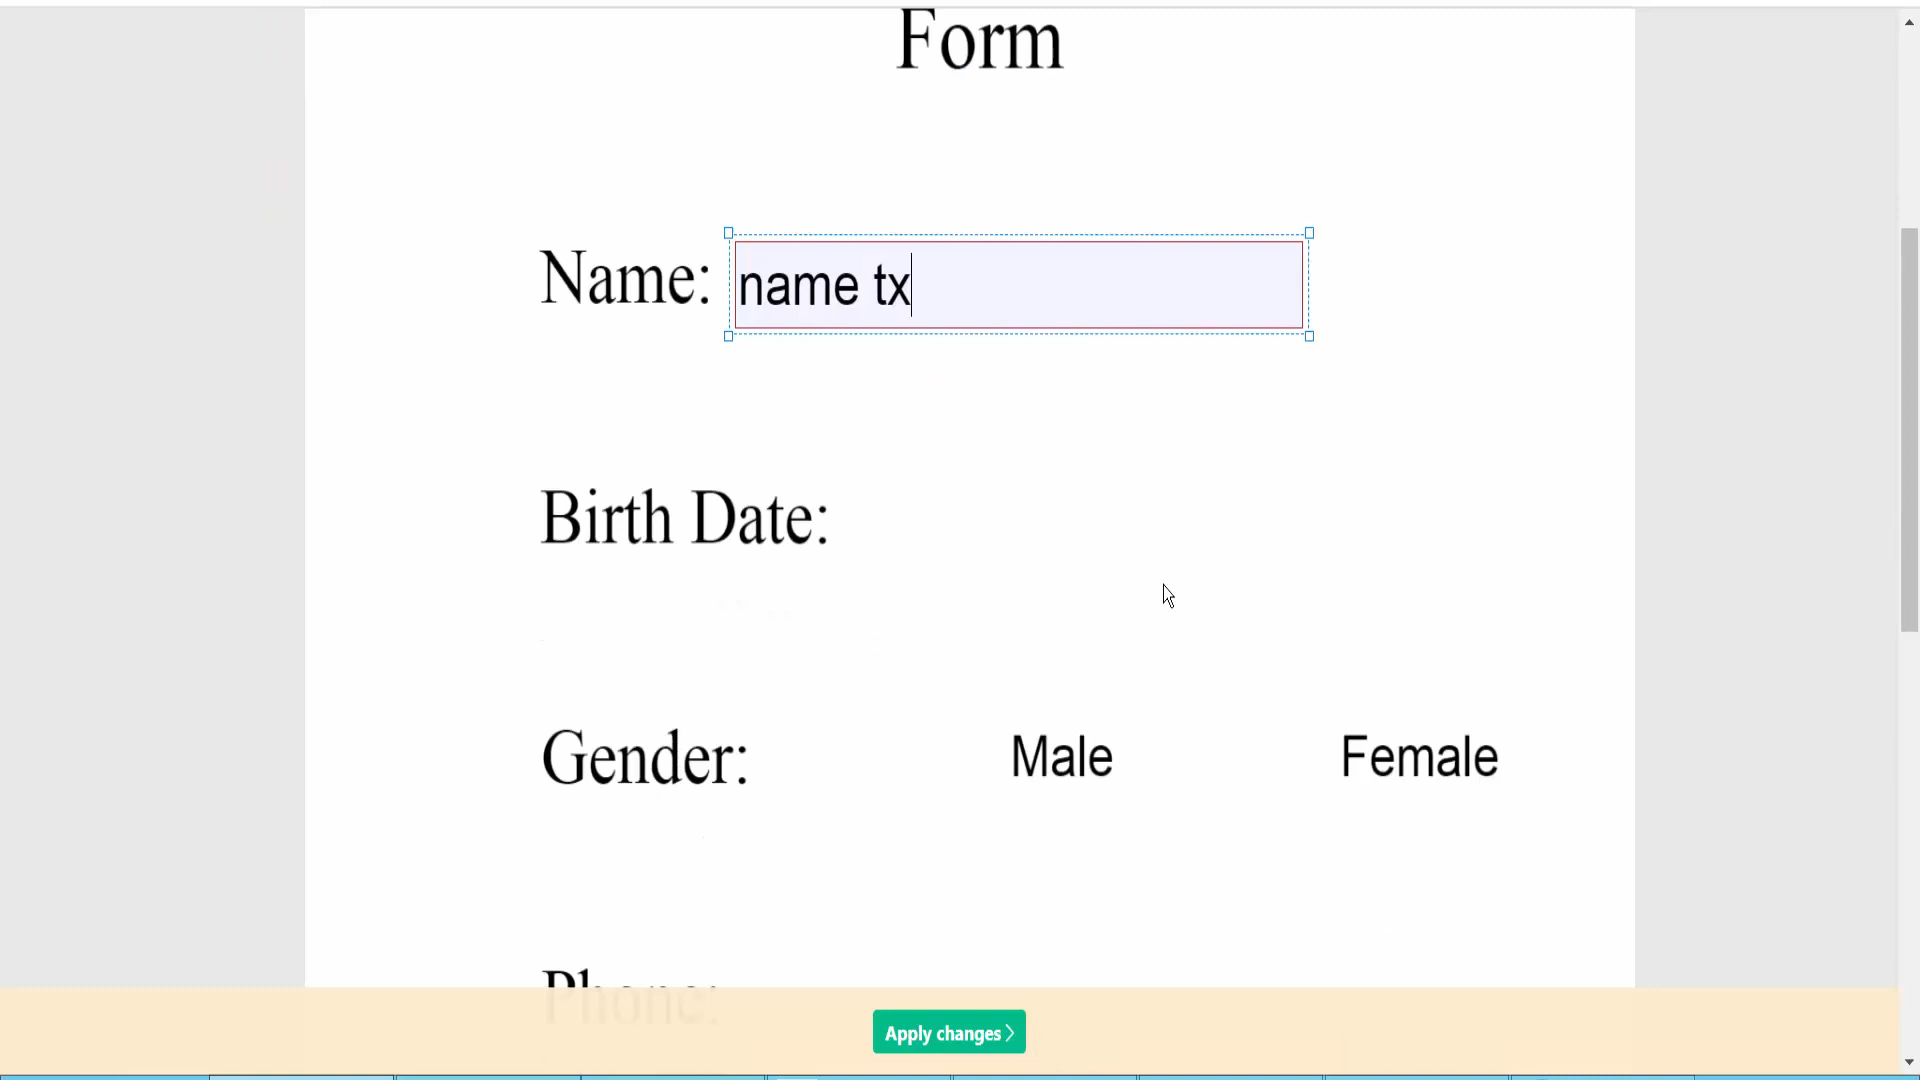 Form
Name: name tx
Birth Date:
Gender: Male Female
Phone:
Apply changes